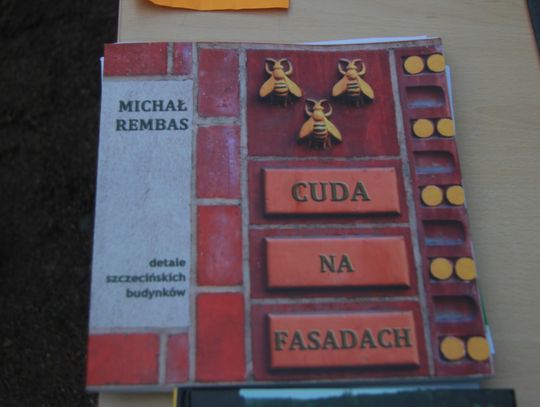 MICHAŁ
REMBAS
detale
szczecińskich
budynków
CUDA
NA
FASADACH